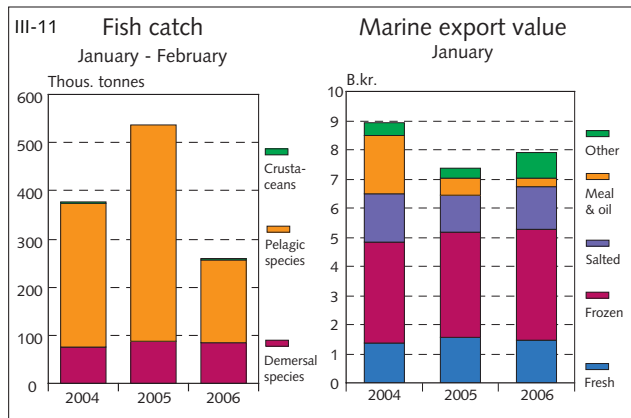 III-11
Fish catch
January - February
Thous. tonnes
600
500
400
300
200
100
0
2004
2005
2006
Crusta-
ceans
Pelagic
species
Demersal
species
Marine export value
January
B.kr.
10
9
8
7
6
5
4
3
2
1
0
2004
2005
2006
Other
Meal
& oil
Salted
Frozen
Fresh